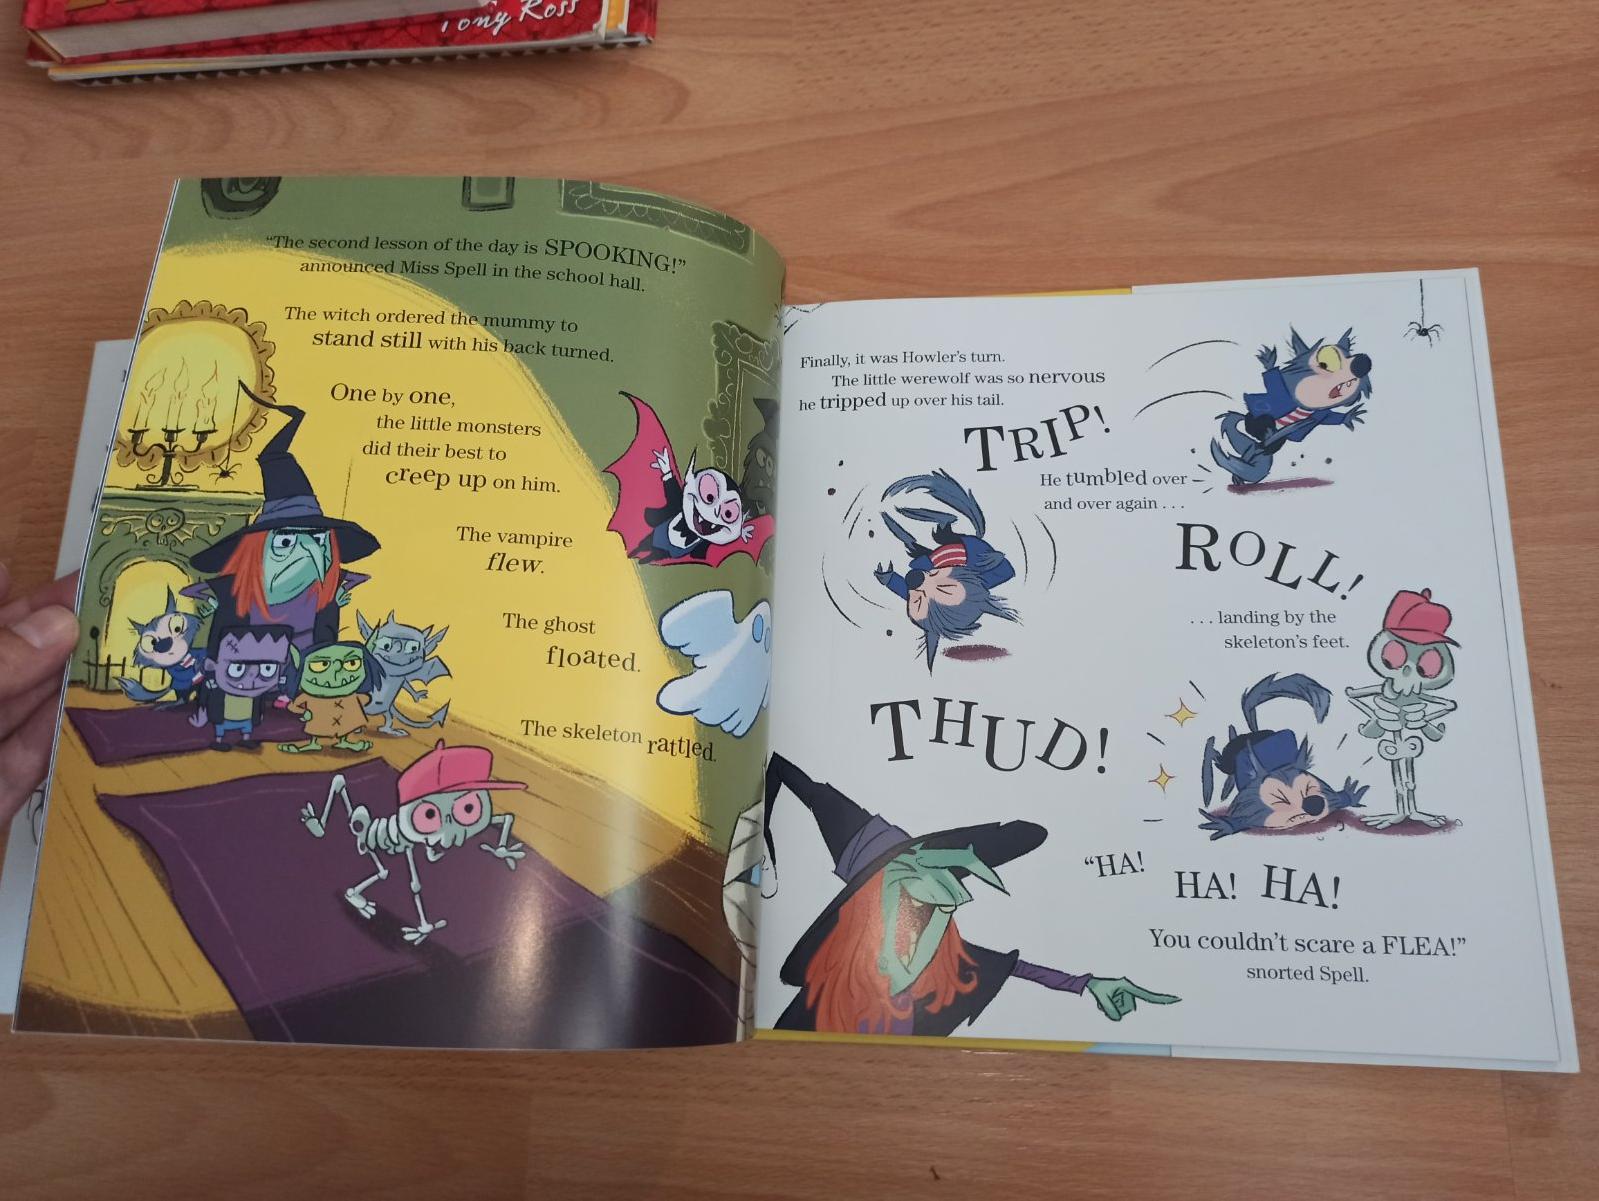 Tony Ross
“The second lesson of the day is SPOOKING!”
announced Miss Spell in the school hall.
The witch ordered the mummy to
stand still with his back turned.
One by one,
the little monsters
did their best to
creep up on him.
The vampire
flew.
The ghost
floated.
The skeleton rattled.
Finally, it was Howler’s turn.
The little werewolf was so nervous
he tripped up over his tail.
TRIP!
He tumbled over
and over again . . .
ROLL!
. . . landing by the
skeleton’s feet.
THUD!
“HA!
HA! HA!
You couldn’t scare a FLEA!”
snorted Spell.